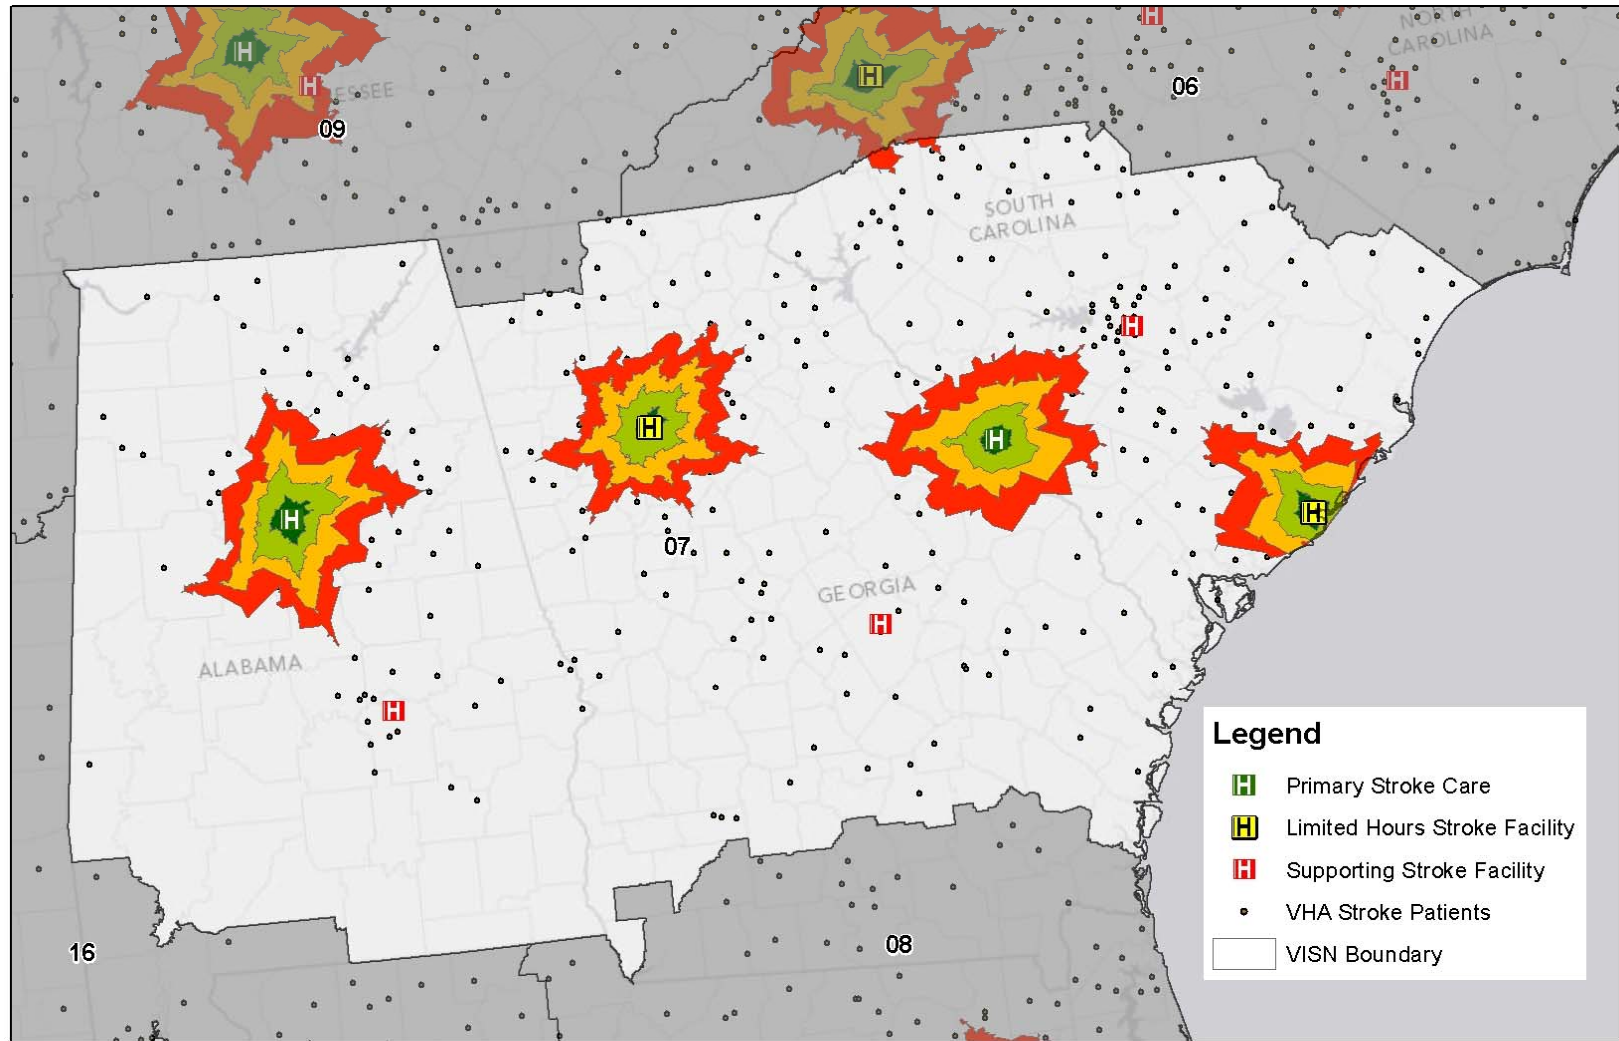 NORTH
CAROLINA
H
H
H
H
H
ESSEE
06
09
SOUTH
CAROLINA
H
H
H
H
H
H
07
GEORGIA
H
ALABAMA
H
Legend
H Primary Stroke Care
H Limited Hours Stroke Facility
H Supporting Stroke Facility
VHA Stroke Patients
VISN Boundary
16
08